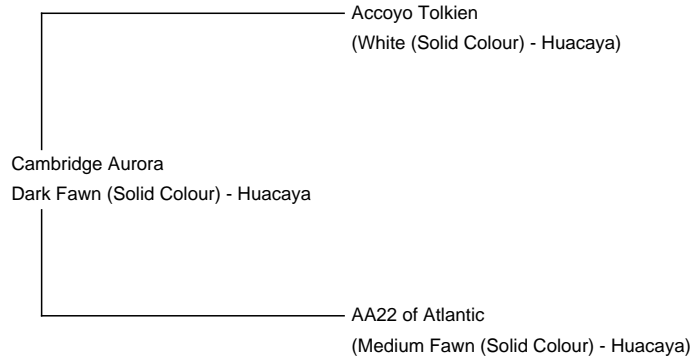 Accoyo Tolkien
(White (Solid Colour) - Huacaya)
Cambridge Aurora
Dark Fawn (Solid Colour) - Huacaya
AA22 of Atlantic
(Medium Fawn (Solid Colour) - Huacaya)